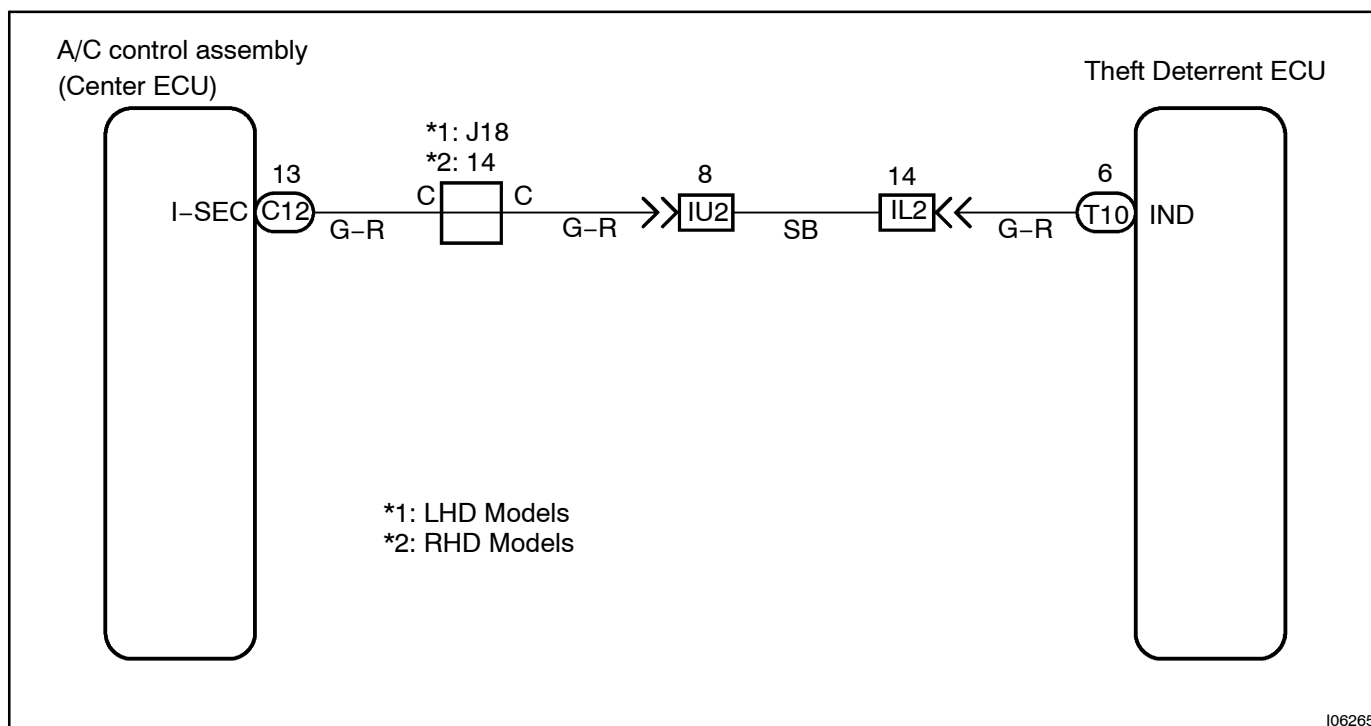 A/C control assembly
(Center ECU)
Theft Deterrent ECU
*1: J18
*2: 14
13
8
14
6
I−SEC
C12
C
C
IU2
IL2
T10
IND
G−R
G−R
SB
G−R
*1: LHD Models
*2: RHD Models
I06265